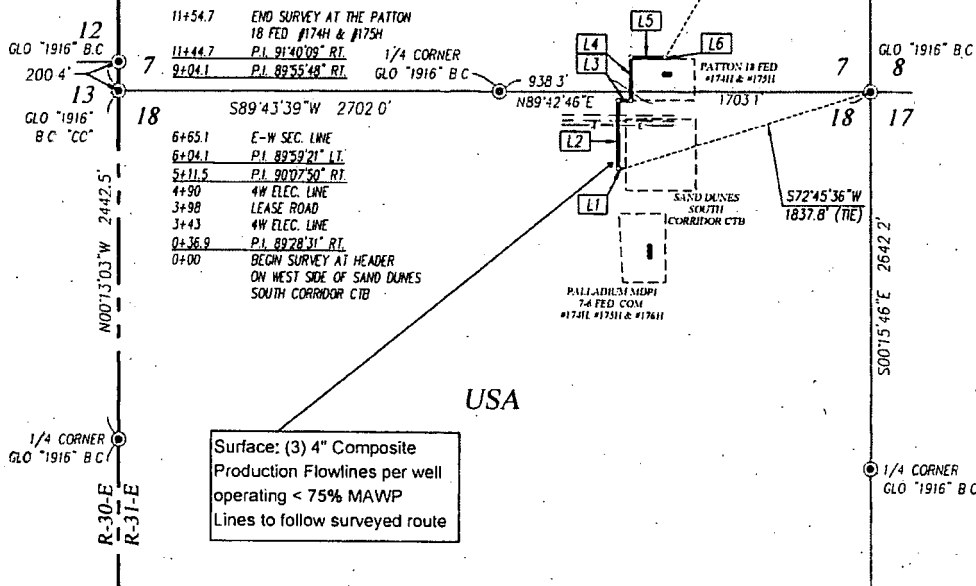 11+54.7 END SURVEY AT THE PATTON
18 FED #174H & #175H
11+44.7 P.I. 91°40'09" RT.
9+04.1 P.I. 89°55'48" RT.
12
GLO "1916" B.C
200 4'
7
13
18
GLO "1916"
B C "CC"
1/4 CORNER
GLO "1916" B C
S89°43'39"W 2702 0'
938 3'
N89°42'46"E
1703 1'
L5
L4
L3
L6
PATTON 18 FED
#174H & #175H
7
8
18
17
GLO "1916" B C
6+65.1 E-W SEC. LINE
6+04.1 P.I. 89°59'21" LT.
5+11.5 P.I. 90°07'50" RT.
4+90 4W ELEC. LINE
3+98 LEASE ROAD
3+43 4W ELEC. LINE
0+36.9 P.I. 89°28'31" RT.
0+00 BEGIN SURVEY AT HEADER
ON WEST SIDE OF SAND DUNES
SOUTH CORRIDOR CTB
L2
L1
SAND DUNES
SOUTH
CORRIDOR CTB
S72°45'36"W
1837.8' (TIE)
PALLADIUM MDP1
7-6 FED COM
#174H, #175H & #176H
N00°13'03"W 2442.5'
S00°15'46"E 2642 2'
USA
1/4 CORNER
GLO "1916" B C
R-30-E
R-31-E
Surface: (3) 4" Composite
Production Flowlines per well
operating < 75% MAWP
Lines to follow surveyed route
1/4 CORNER
GLO "1916" B C